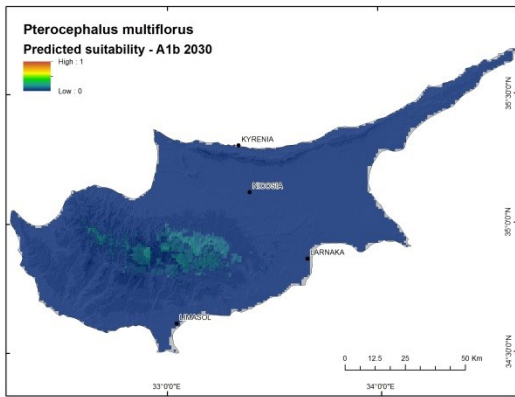 Pterocephalus multiflorus
Predicted suitability - A1b 2030
High : 1
Low : 0
35°30'0"N
KYRENIA
NIDOSIA
35°0'0"N
LARNAKA
LIMASOL
34°30'0"N
0 12.5 25 50 Km
33°0'0"E 34°0'0"E